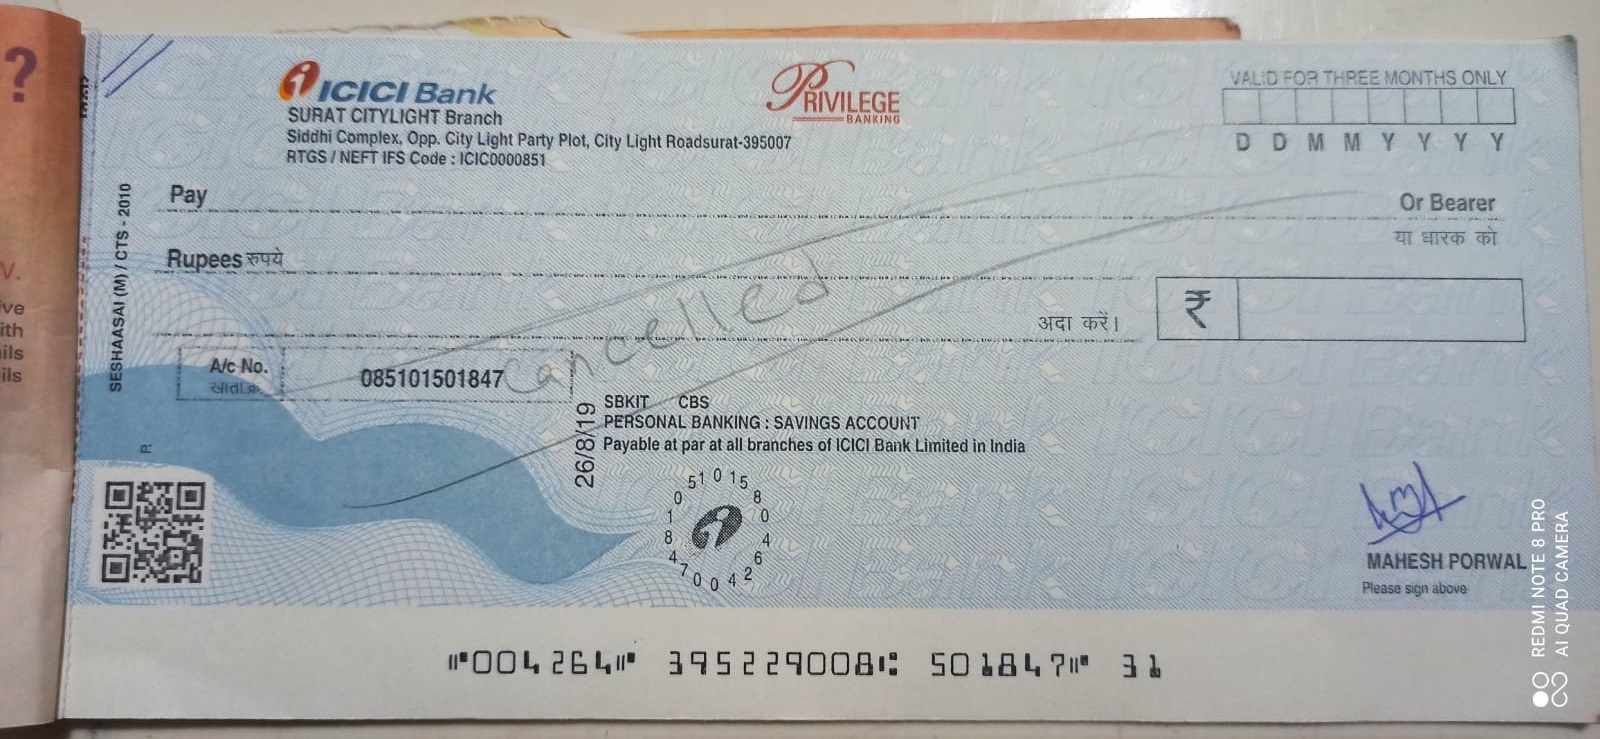 ?
ICICI Bank
PRIVILEGE
BANKING
VALID FOR THREE MONTHS ONLY
D D M M Y Y Y Y
SURAT CITYLIGHT Branch
Siddhi Complex, Opp. City Light Party Plot, City Light Roadsurat-395007
RTGS / NEFT IFS Code : ICIC0000851
Pay
Or Bearer
या धारक को
Rupees रुपये
cancelled
अदा करें।
₹
A/c No.
खाता क्र.
085101501847
SESHAASAI (M) / CTS - 2010
26/8/19
SBKIT CBS
PERSONAL BANKING : SAVINGS ACCOUNT
Payable at par at all branches of ICICI Bank Limited in India
MAHESH PORWAL
Please sign above
⑈004264⑈ 395229008⑆ 501847⑈ 31
REDMI NOTE 8 PRO
AI QUAD CAMERA